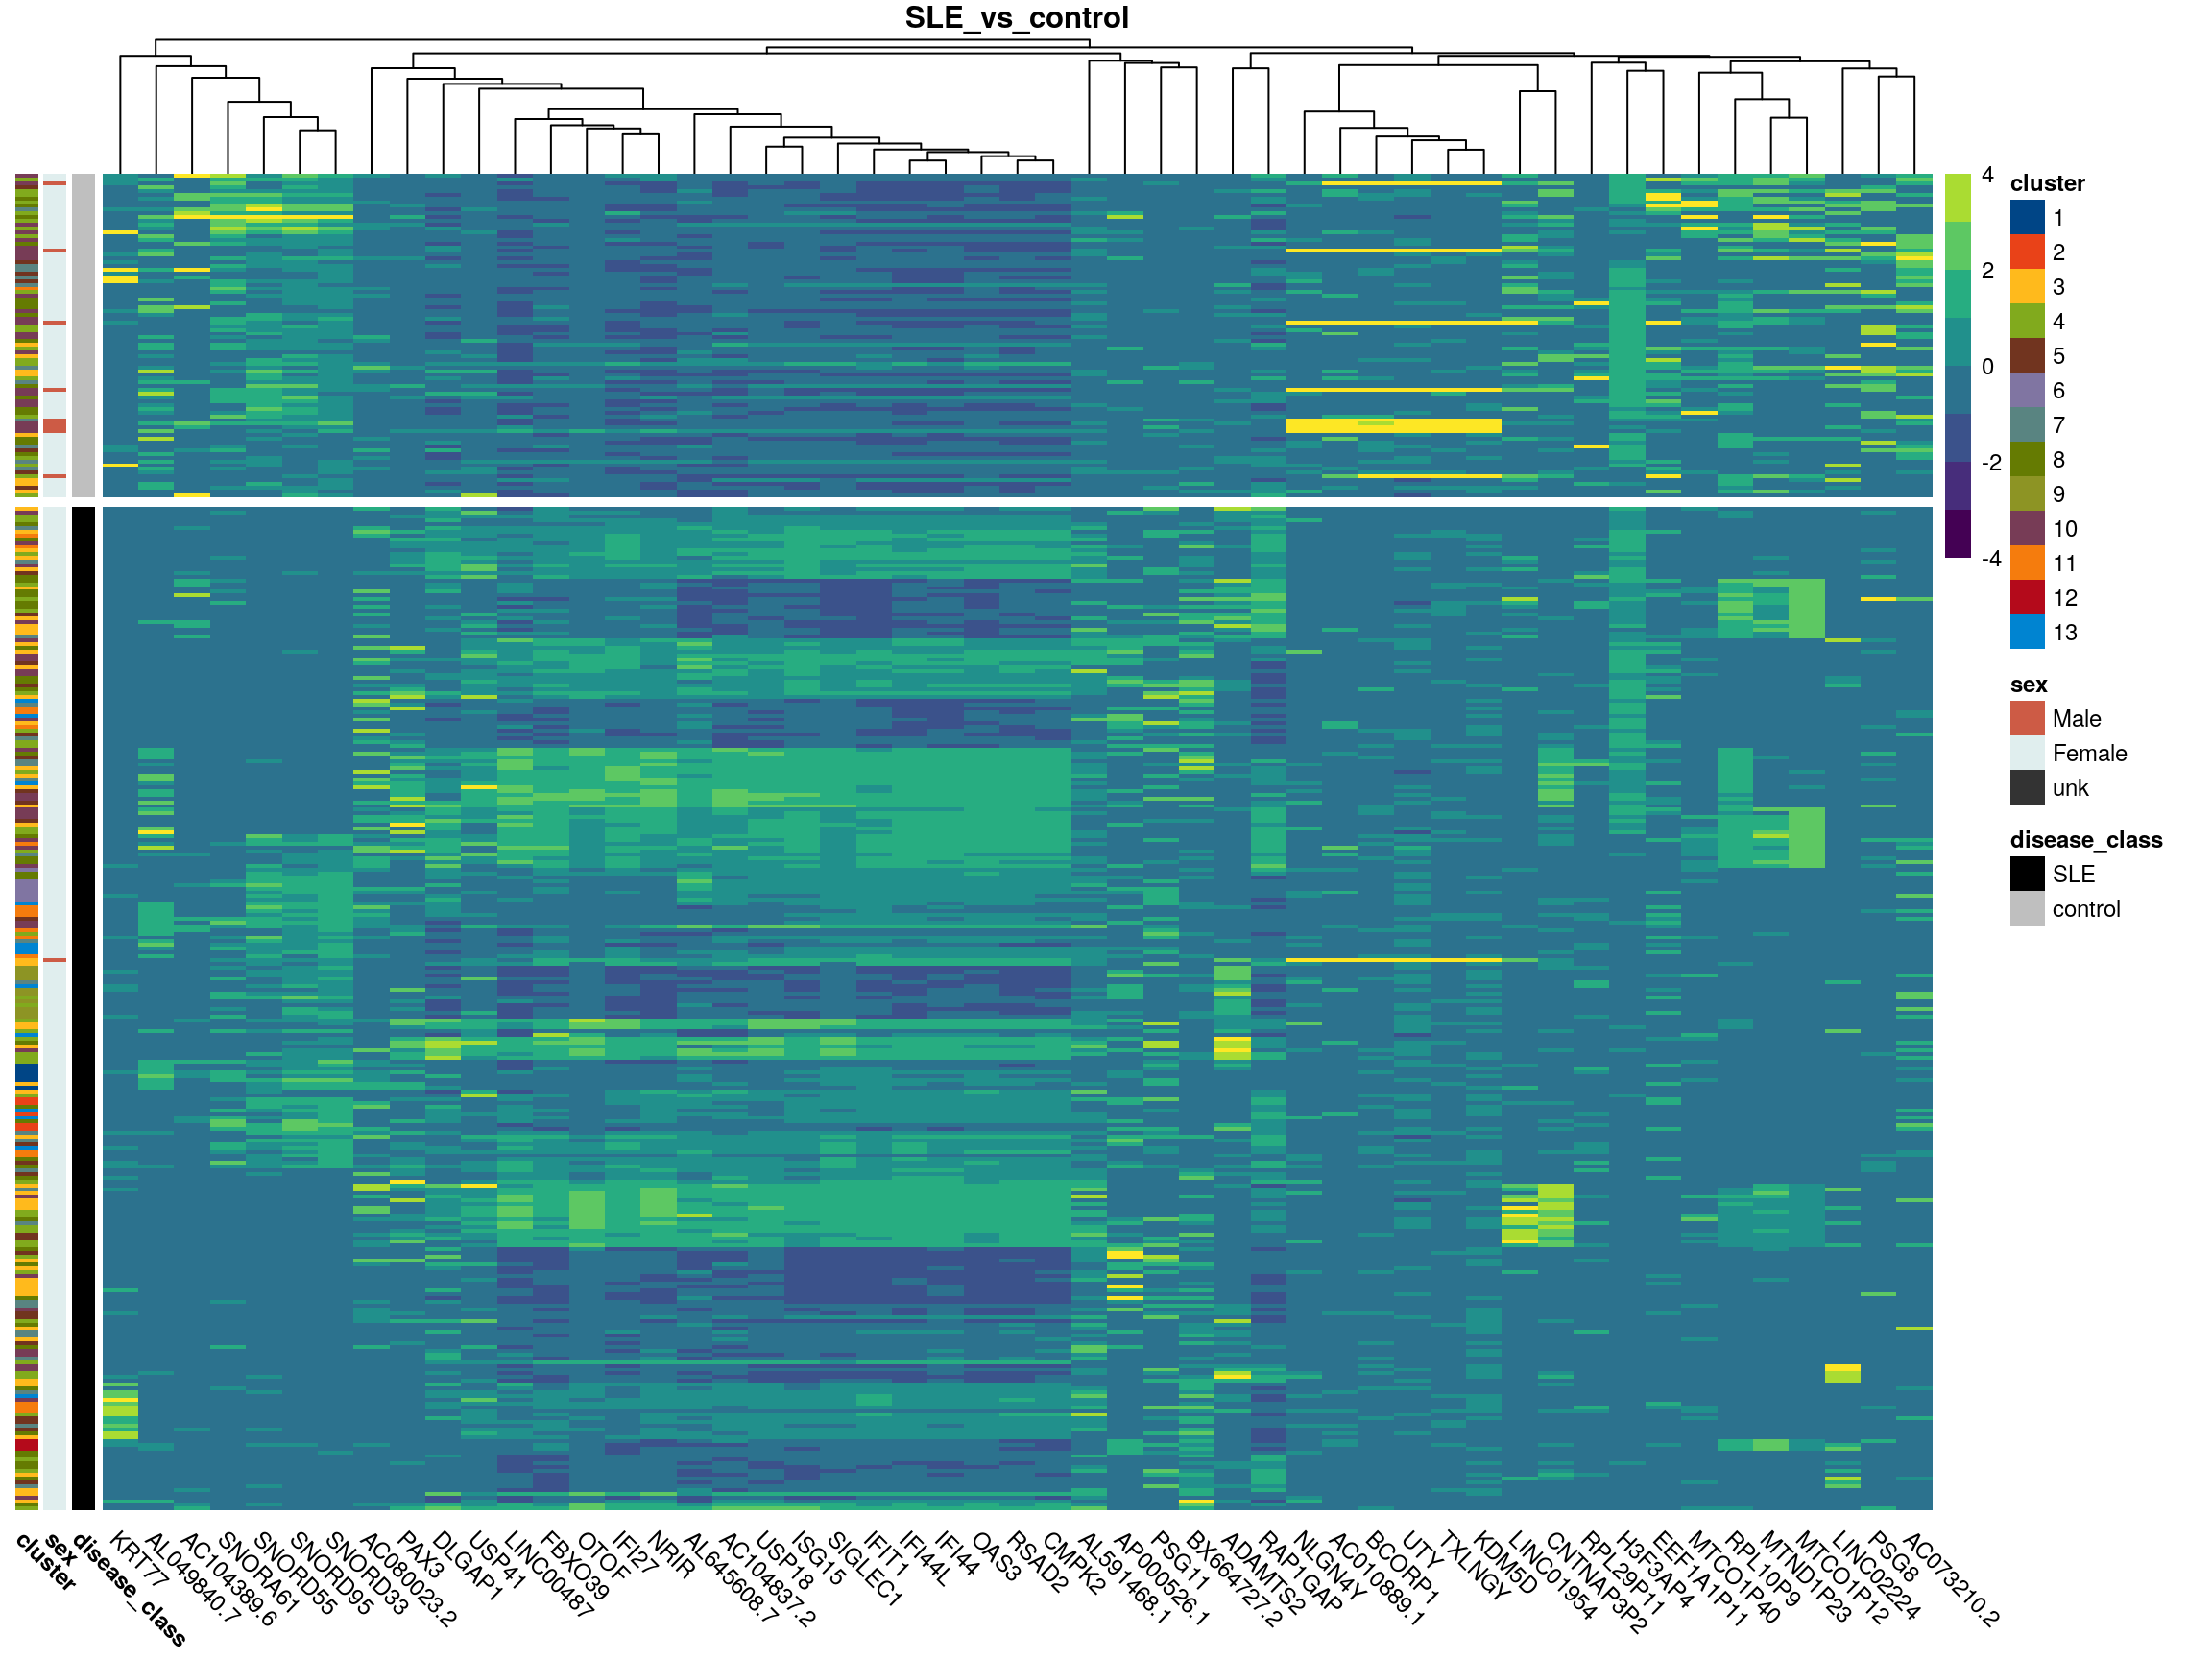 SLE_vs_control
4
2
0
-2
-4
cluster
1
2
3
4
5
6
7
8
9
10
11
12
13
sex
Male
Female
unk
disease_class
SLE
control
cluster
sex
disease_class
KRT77
AL049840.7
AC104389.6
SNORA61
SNORD55
SNORD95
SNORD33
AC080023.2
PAX3
DLGAP1
USP41
LINC00487
FBXO39
OTOF
IFI27
NRIR
AL645608.7
AC104837.2
USP18
ISG15
SIGLEC1
IFIT1
IFI44L
IFI44
OAS3
RSAD2
CMPK2
AL591468.1
AP000526.1
PSG11
BX664727.2
ADAMTS2
RAP1GAP
NLGN4Y
AC010889.1
BCORP1
UTY
TXLNGY
KDM5D
LINC01954
CNTNAP3P2
RPL29P11
H3F3AP4
EEF1A1P11
MTCO1P40
RPL10P9
MTND1P23
MTCO1P12
LINC02224
PSG8
AC073210.2